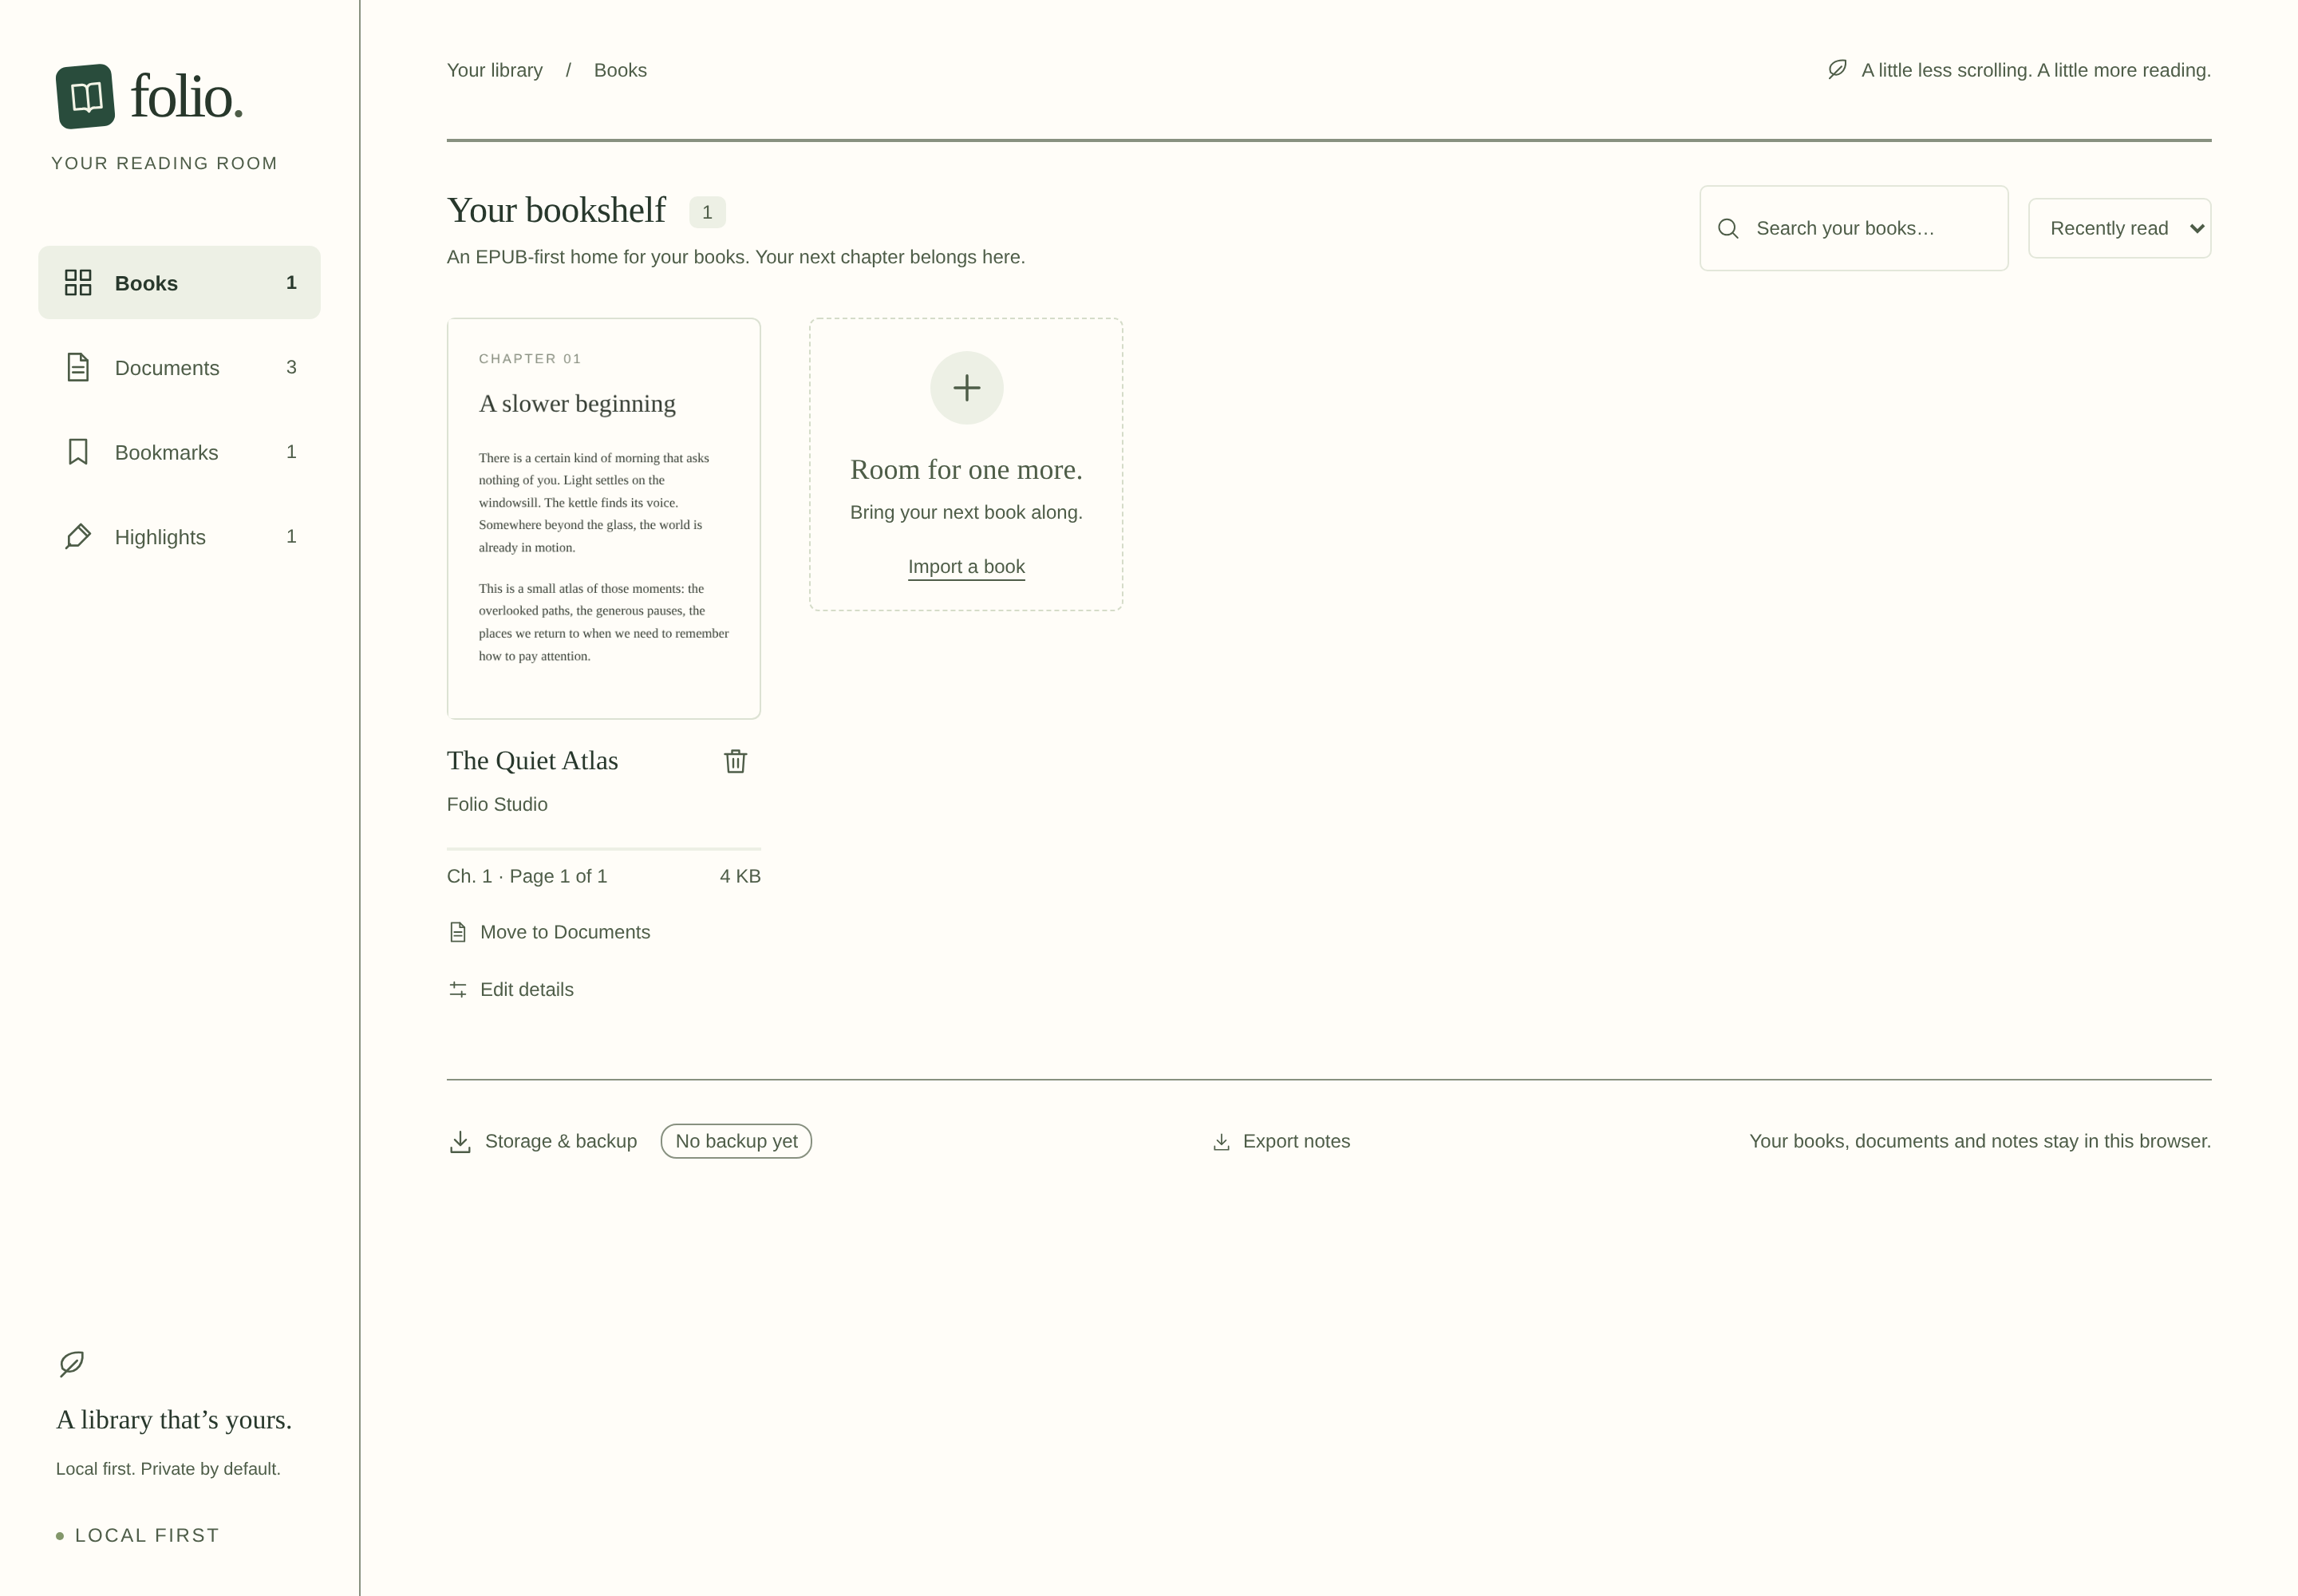 folio.
YOUR READING ROOM
Books 1
Documents 3
Bookmarks 1
Highlights 1
A library that’s yours.
Local first. Private by default.
LOCAL FIRST
Your library / Books
A little less scrolling. A little more reading.
Your bookshelf 1
An EPUB-first home for your books. Your next chapter belongs here.
Search your books…
Recently read
CHAPTER 01
A slower beginning
There is a certain kind of morning that asks
nothing of you. Light settles on the
windowsill. The kettle finds its voice.
Somewhere beyond the glass, the world is
already in motion.
This is a small atlas of those moments: the
overlooked paths, the generous pauses, the
places we return to when we need to remember
how to pay attention.
The Quiet Atlas
Folio Studio
Ch. 1 · Page 1 of 1 4 KB
Move to Documents
Edit details
Room for one more.
Bring your next book along.
Import a book
Storage & backup No backup yet
Export notes
Your books, documents and notes stay in this browser.